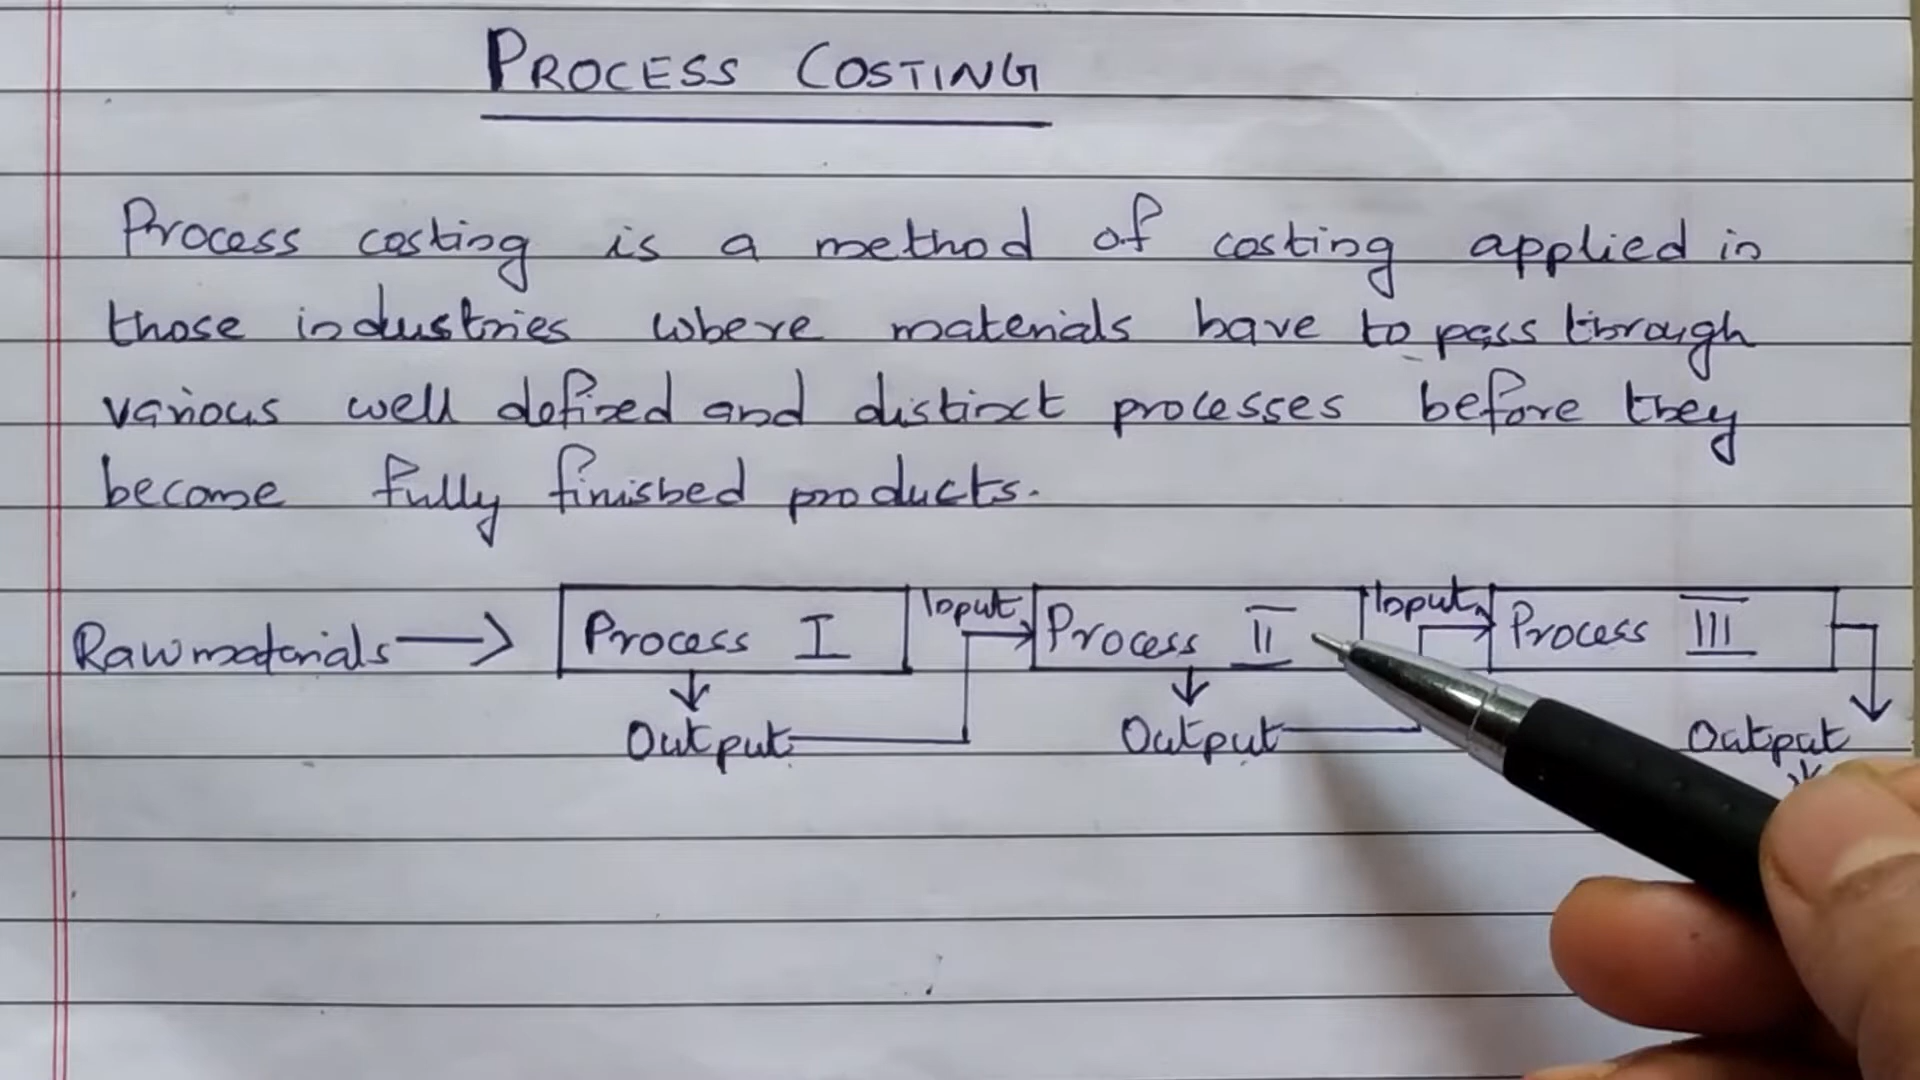 PROCESS COSTING
Process costing is a method of costing applied in
those industries where materials have to pass through
various well defined and distinct processes before they
become fully finished products.
Raw materials → Process I Input Process II Input Process III
Output Output Output